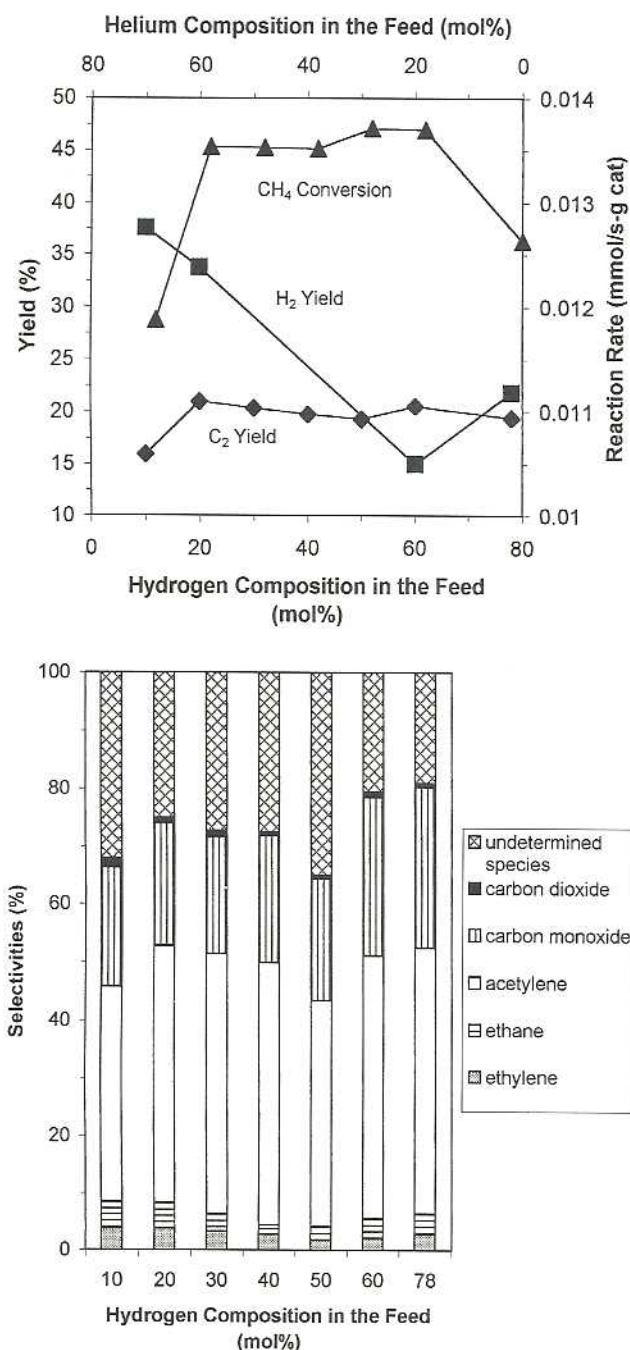 Helium Composition in the Feed (mol%)
80 60 40 20 0
50 0.014
45
40 0.013
35
30 0.012
25
20 0.011
15
10 0.01
Yield (%)
Reaction Rate (mmol/s-g cat)
CH₄ Conversion
H₂ Yield
C₂ Yield
0 20 40 60 80
Hydrogen Composition in the Feed
(mol%)
100
80
60
40
20
0
Selectivities (%)
undetermined
species
carbon dioxide
carbon monoxide
acetylene
ethane
ethylene
10 20 30 40 50 60 78
Hydrogen Composition in the Feed
(mol%)